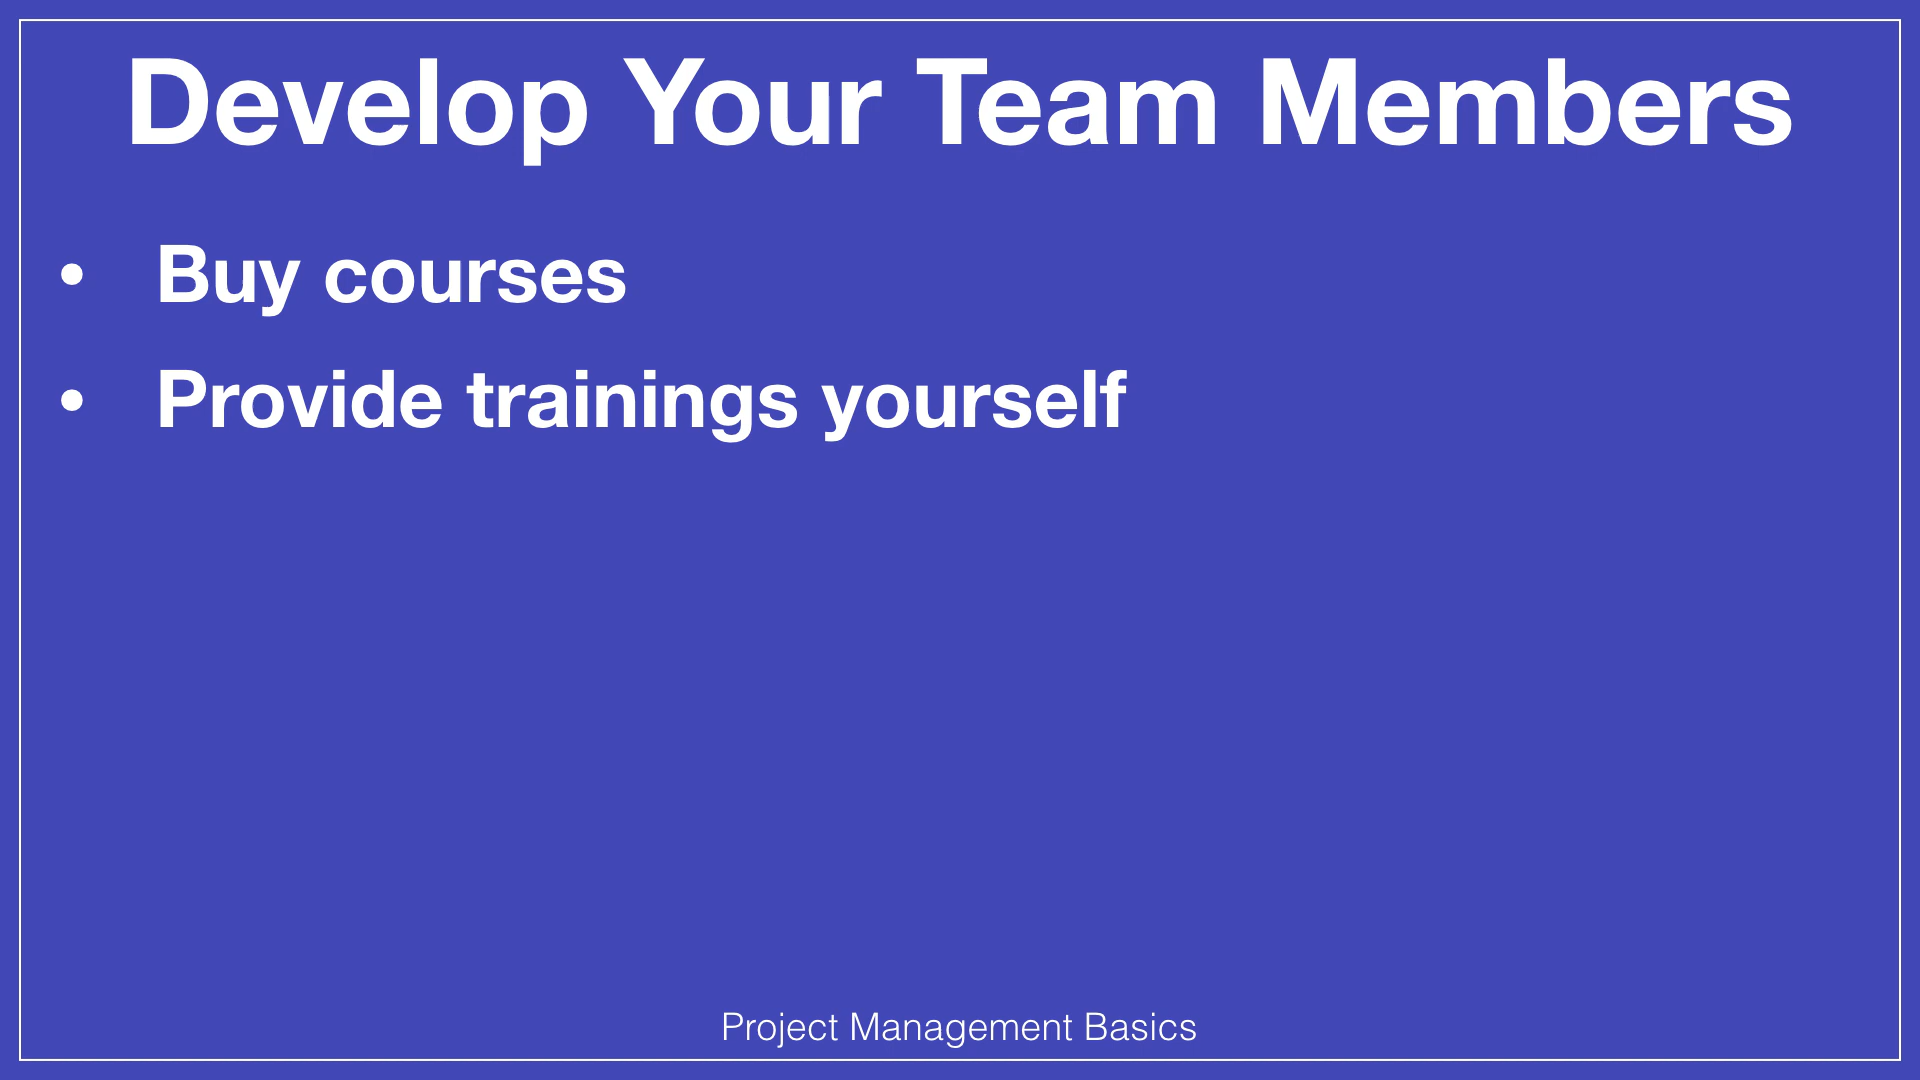 Develop Your Team Members
• Buy courses
• Provide trainings yourself
Project Management Basics